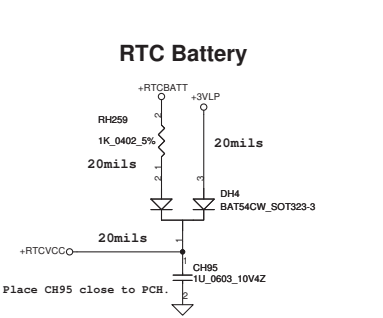 RTC Battery
+RTCBATT
+3VLP
2
RH259
1K_0402_5%
20mils
20mils
1
2
3
DH4
BAT54CW_SOT323-3
20mils
1
+RTCVCC
1
CH95
1U_0603_10V4Z
Place CH95 close to PCH.
2